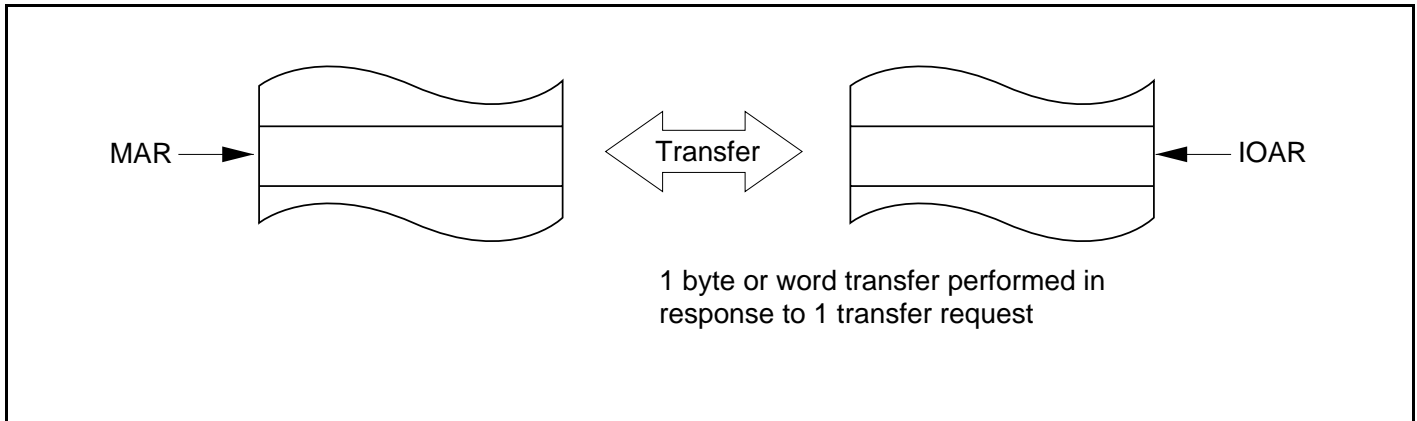 MAR
Transfer
IOAR
1 byte or word transfer performed in
response to 1 transfer request